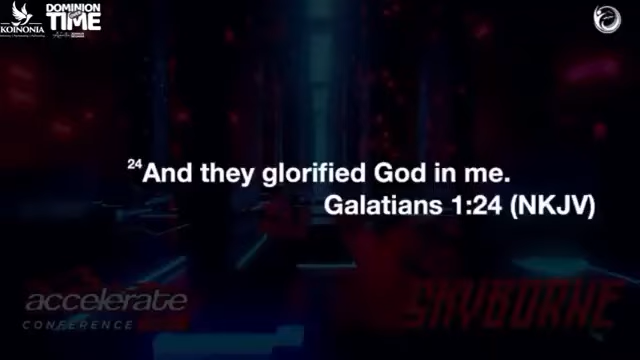 KOINONIA
DOMINION
TIME
24And they glorified God in me.
Galatians 1:24 (NKJV)
accelerate
CONFERENCE
SKYBORNE